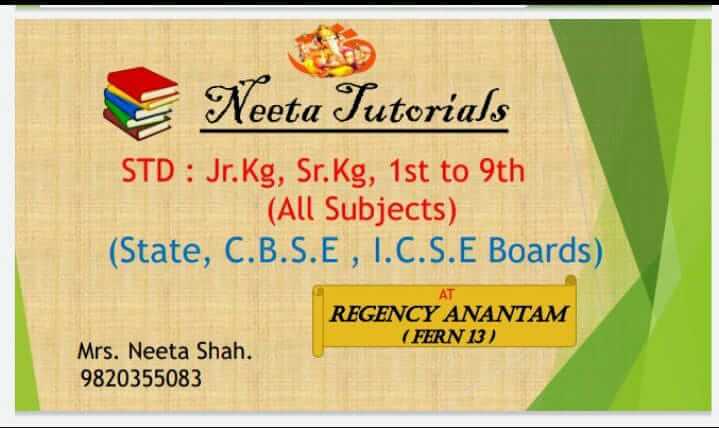 Neeta Tutorials
STD : Jr.Kg, Sr.Kg, 1st to 9th
(All Subjects)
(State, C.B.S.E , I.C.S.E Boards)
AT
REGENCY ANANTAM
( FERN 13 )
Mrs. Neeta Shah.
9820355083